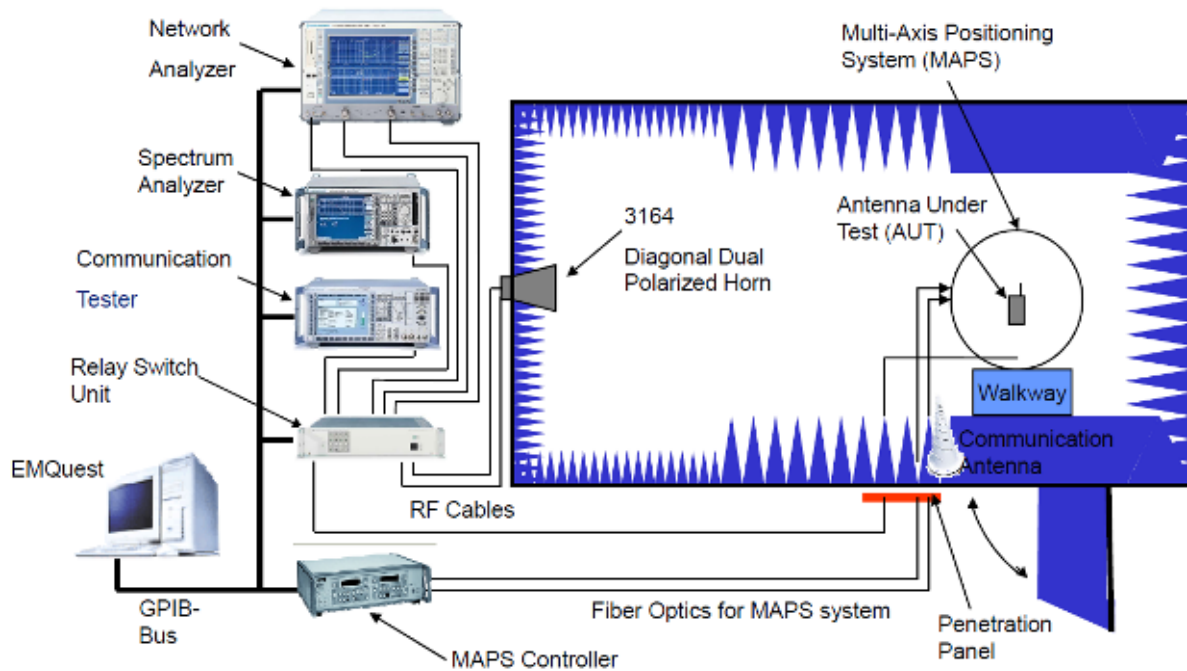 Network
Analyzer
Spectrum
Analyzer
Communication
Tester
Relay Switch
Unit
EMQuest
GPIB-
Bus
MAPS Controller
RF Cables
Fiber Optics for MAPS system
3164
Diagonal Dual
Polarized Horn
Multi-Axis Positioning
System (MAPS)
Antenna Under
Test (AUT)
Walkway
Communication
Antenna
Penetration
Panel